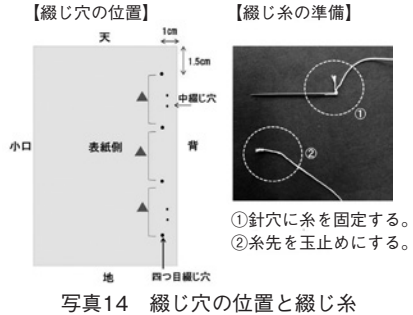 【綴じ穴の位置】
天
1cm
1.5cm
中綴じ穴
小口
表紙側
背
地
四つ目綴じ穴
【綴じ糸の準備】
①
②
①針穴に糸を固定する。
②糸先を玉止めにする。
写真14 綴じ穴の位置と綴じ糸